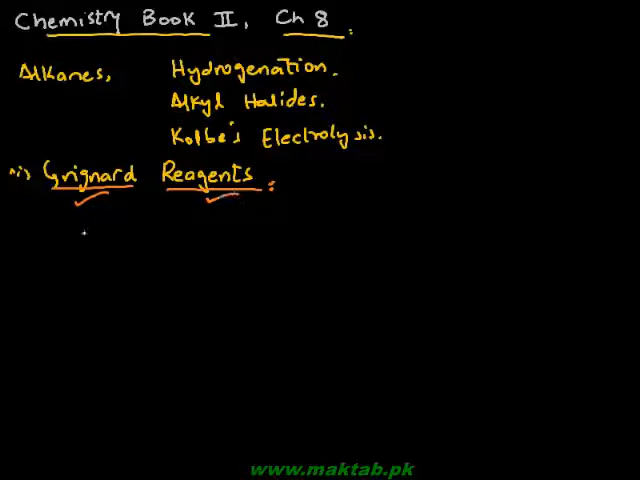 Chemistry Book II, Ch 8 :
Alkanes, Hydrogenation.
Alkyl Halides.
Kolbe's Electrolysis.
Grignard Reagents :
www.maktab.pk